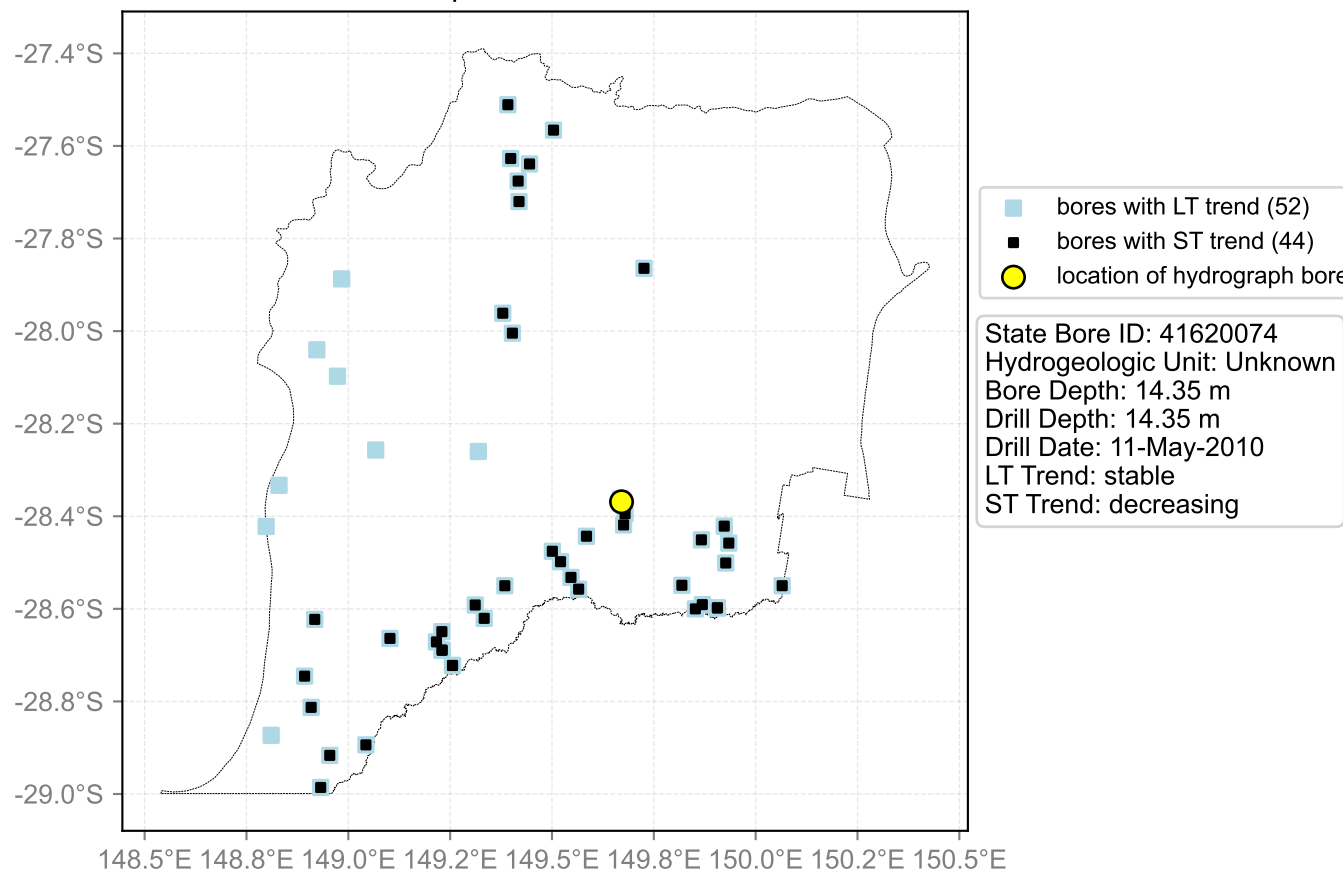 -27.4°S
-27.6°S
-27.8°S
-28.0°S
-28.2°S
-28.4°S
-28.6°S
-28.8°S
-29.0°S
148.5°E 148.8°E 149.0°E 149.2°E 149.5°E 149.8°E 150.0°E 150.2°E 150.5°E
bores with LT trend (52)
bores with ST trend (44)
location of hydrograph bore
State Bore ID: 41620074
Hydrogeologic Unit: Unknown
Bore Depth: 14.35 m
Drill Depth: 14.35 m
Drill Date: 11-May-2010
LT Trend: stable
ST Trend: decreasing